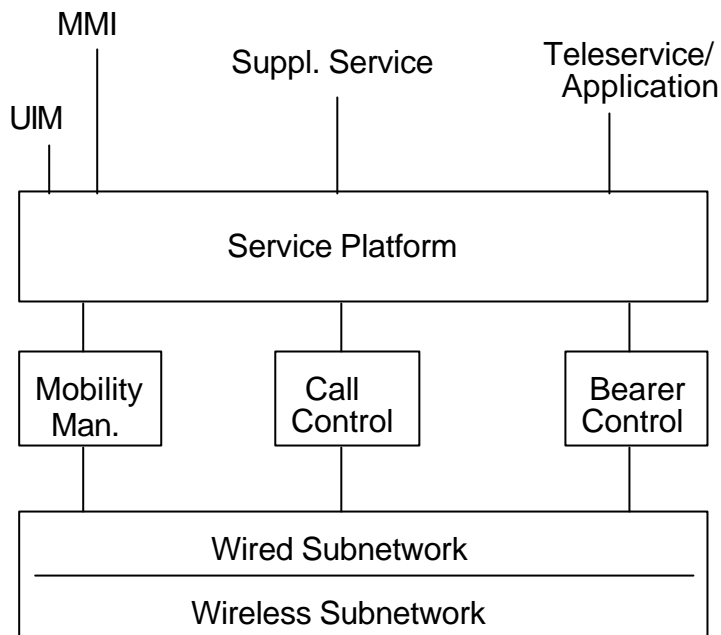 MMI
Suppl. Service
Teleservice/
Application
UIM
Service Platform
Mobility
Man.
Call
Control
Bearer
Control
Wired Subnetwork
Wireless Subnetwork